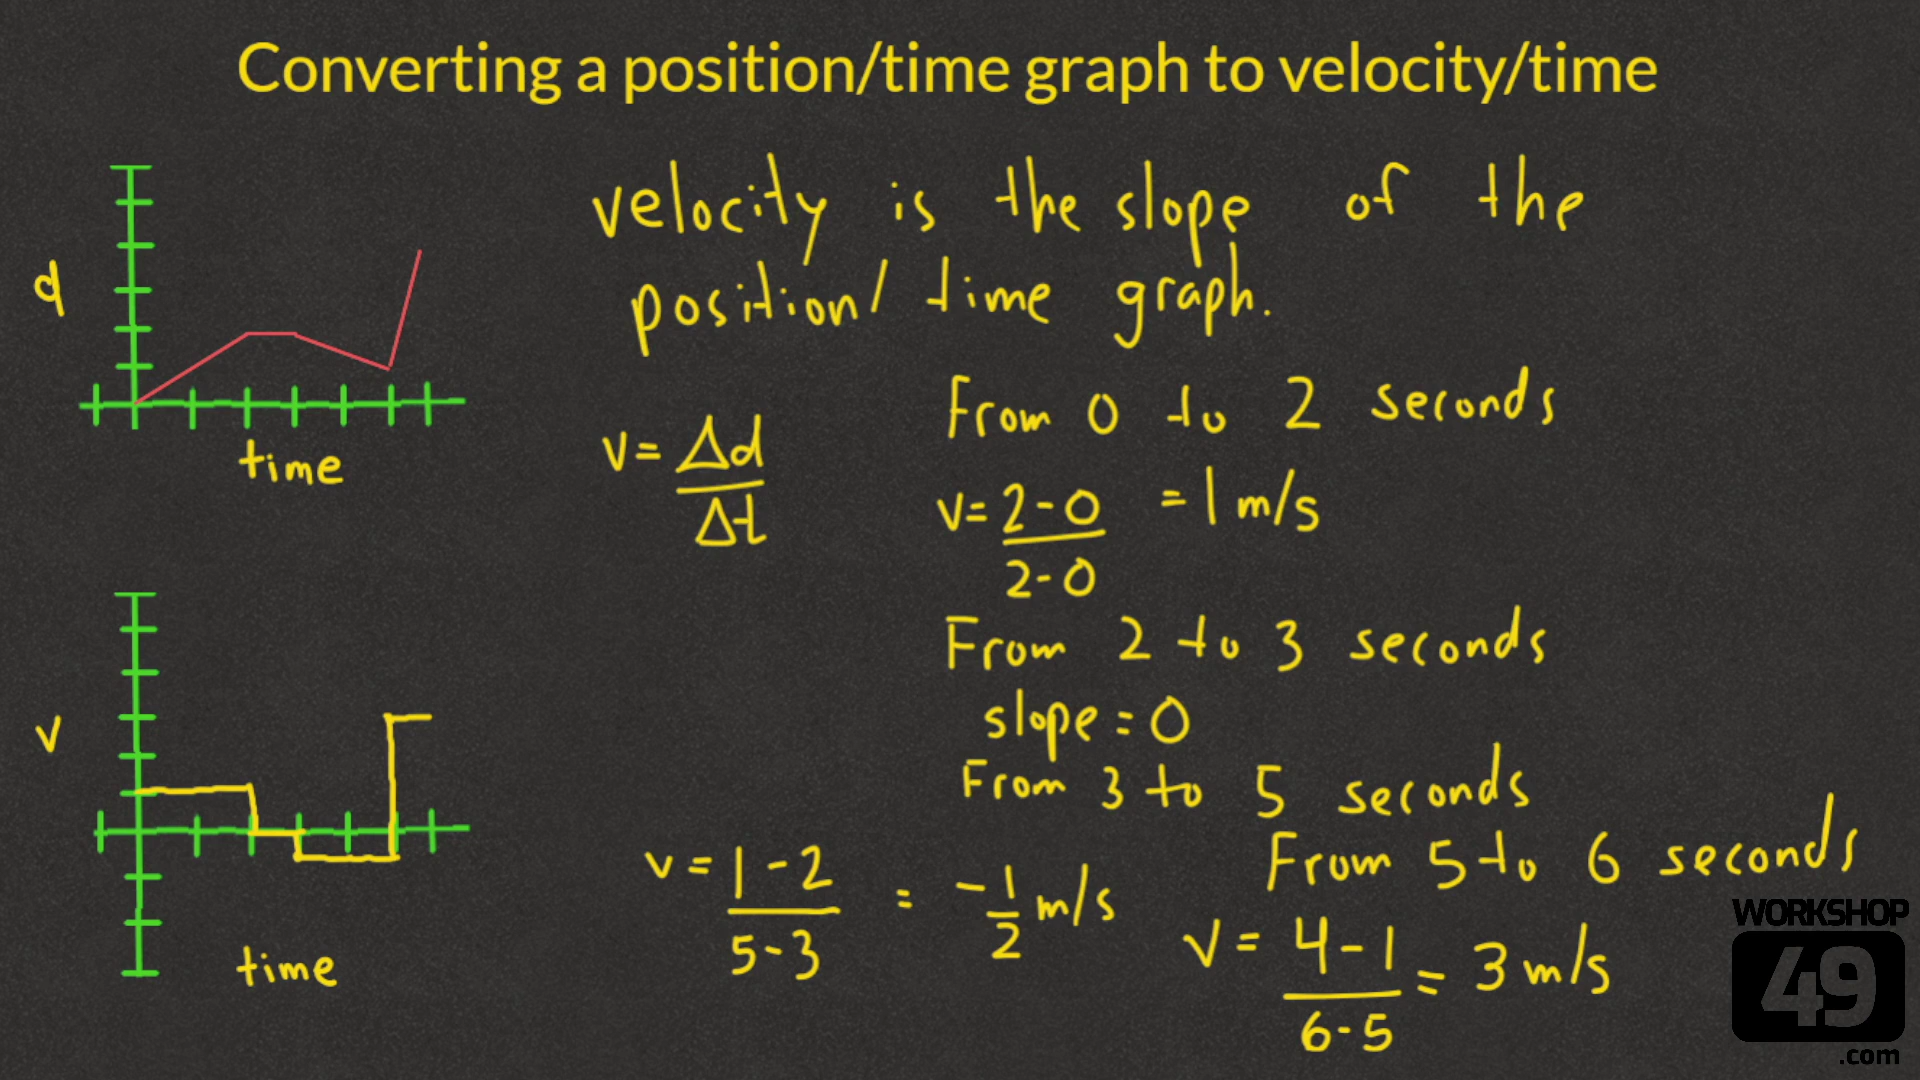 Converting a position/time graph to velocity/time
velocity is the slope of the
position/ time graph.
d
time
v = Δd
Δt
From 0 to 2 seconds
v = 2 - 0 = 1 m/s
2 - 0
From 2 to 3 seconds
slope = 0
From 3 to 5 seconds
v = 1 - 2 = - 1 m/s
5 - 3 2
From 5 to 6 seconds
v = 4 - 1 = 3 m/s
6 - 5
v
time
WORKSHOP
49
.com